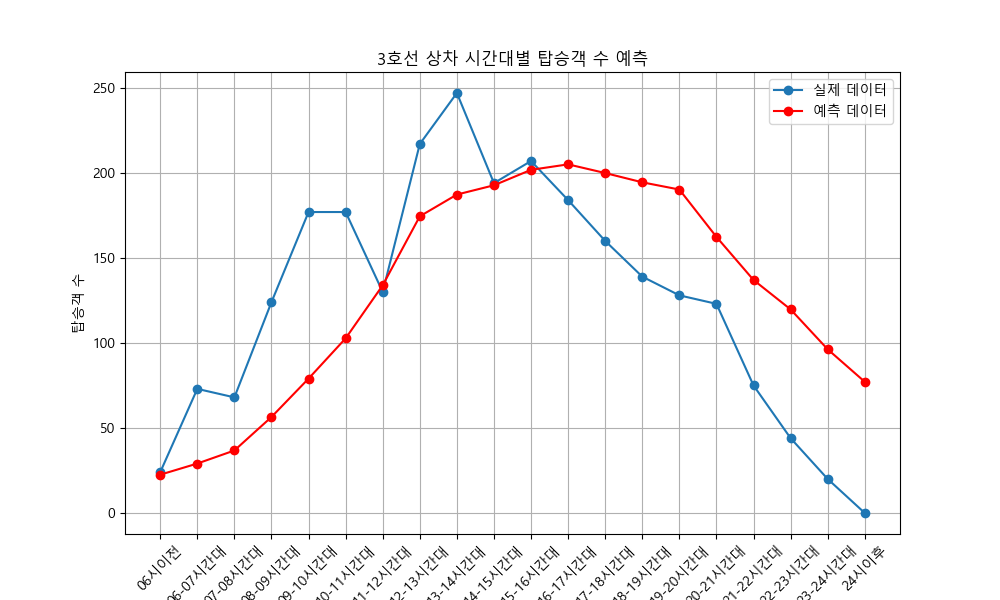 3호선 상차 시간대별 탑승객 수 예측
실제 데이터
예측 데이터
탑승객 수
250
200
150
100
50
0
06시이전
06-07시간대
07-08시간대
08-09시간대
09-10시간대
10-11시간대
11-12시간대
12-13시간대
13-14시간대
14-15시간대
15-16시간대
16-17시간대
17-18시간대
18-19시간대
19-20시간대
20-21시간대
21-22시간대
22-23시간대
23-24시간대
24시이후